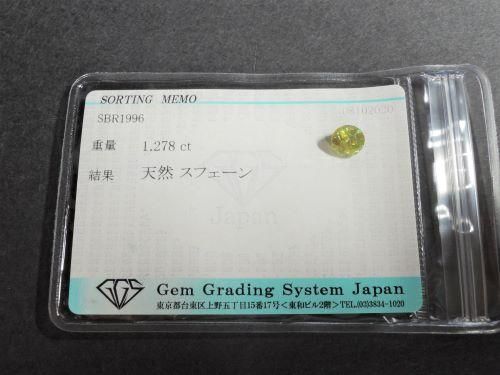 SORTING MEMO
SBR1996
08102020
重量 1.278 ct
結果 天然 スフェーン
Japan
GGS Gem Grading System Japan
東京都台東区上野五丁目15番17号<東和ビル2階>TEL.(03)3834-1020